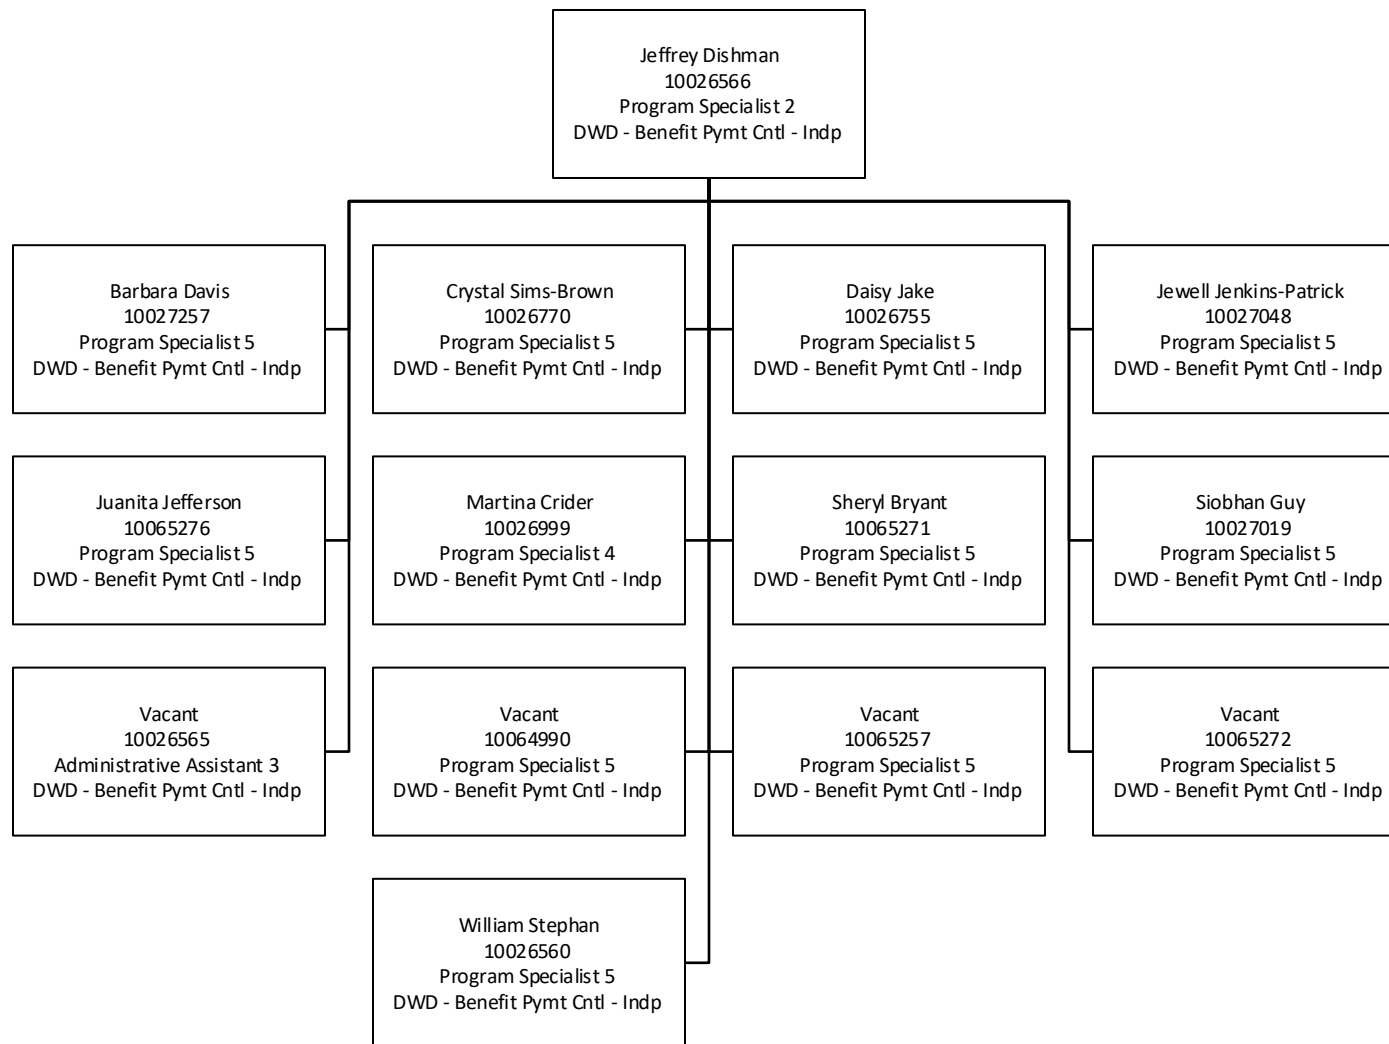 Jeffrey Dishman
10026566
Program Specialist 2
DWD - Benefit Pymt Cntl - Indp
Barbara Davis
10027257
Program Specialist 5
DWD - Benefit Pymt Cntl - Indp
Crystal Sims-Brown
10026770
Program Specialist 5
DWD - Benefit Pymt Cntl - Indp
Daisy Jake
10026755
Program Specialist 5
DWD - Benefit Pymt Cntl - Indp
Jewell Jenkins-Patrick
10027048
Program Specialist 5
DWD - Benefit Pymt Cntl - Indp
Juanita Jefferson
10065276
Program Specialist 5
DWD - Benefit Pymt Cntl - Indp
Martina Crider
10026999
Program Specialist 4
DWD - Benefit Pymt Cntl - Indp
Sheryl Bryant
10065271
Program Specialist 5
DWD - Benefit Pymt Cntl - Indp
Siobhan Guy
10027019
Program Specialist 5
DWD - Benefit Pymt Cntl - Indp
Vacant
10026565
Administrative Assistant 3
DWD - Benefit Pymt Cntl - Indp
Vacant
10064990
Program Specialist 5
DWD - Benefit Pymt Cntl - Indp
Vacant
10065257
Program Specialist 5
DWD - Benefit Pymt Cntl - Indp
Vacant
10065272
Program Specialist 5
DWD - Benefit Pymt Cntl - Indp
William Stephan
10026560
Program Specialist 5
DWD - Benefit Pymt Cntl - Indp